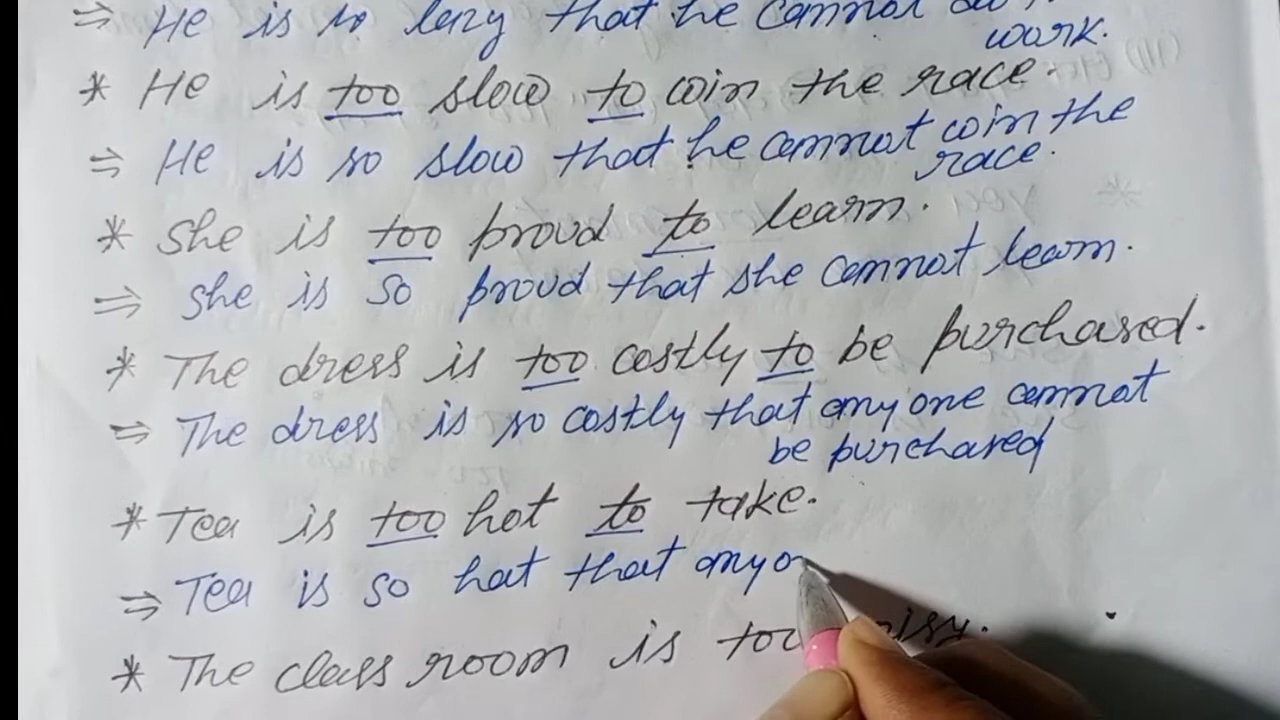 ⇒ He is so lazy that he cannot
work.
* He is too slow to win the race.
⇒ He is so slow that he cannot win the
race.
* She is too proud to learn.
⇒ she is so proud that she cannot learn.
* The dress is too costly to be purchased.
⇒ The dress is so costly that any one cannot
be purchased
* Tea is too hot to take.
⇒ Tea is so hat that anyo
* The class room is too